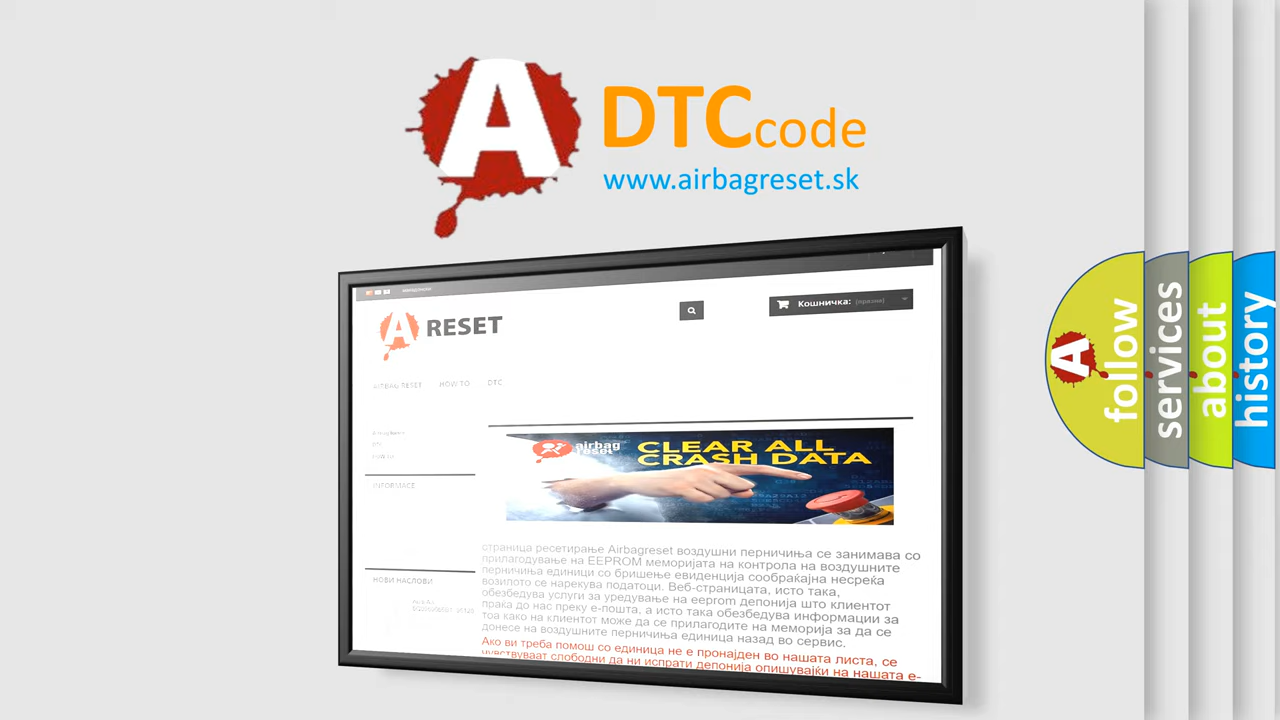 A
DTC code
www.airbagreset.sk
A RESET
Кошничка: (празни)
AIRBAG RESET HOW TO DTC
INFORMACE
НОВИ НАСЛОВИ
airbag
reset
CLEAR ALL
CRASH DATA
страница ресетирање Airbagreset воздушни перничиња се занимава со
прилагодување на EEPROM меморијата на контрола на воздушните
перничиња единици со бришење евиденција сообраќајна несреќа
возилото се нарекува податоци. Веб-страницата, исто така,
обезбедува услуги за уредување на eeprom депонија што клиентот
праќа до нас преку е-пошта, а исто така обезбедува информации за
тоа како на клиентот може да се прилагодите на меморија за да се
донесе на воздушните перничиња единица назад во сервис.
Ако ви треба помош со единица не е пронајден во нашата листа, се
чувствуваат слободни да ни испрати депонија опишувајќи на нашата е-
A
follow
services
about
history